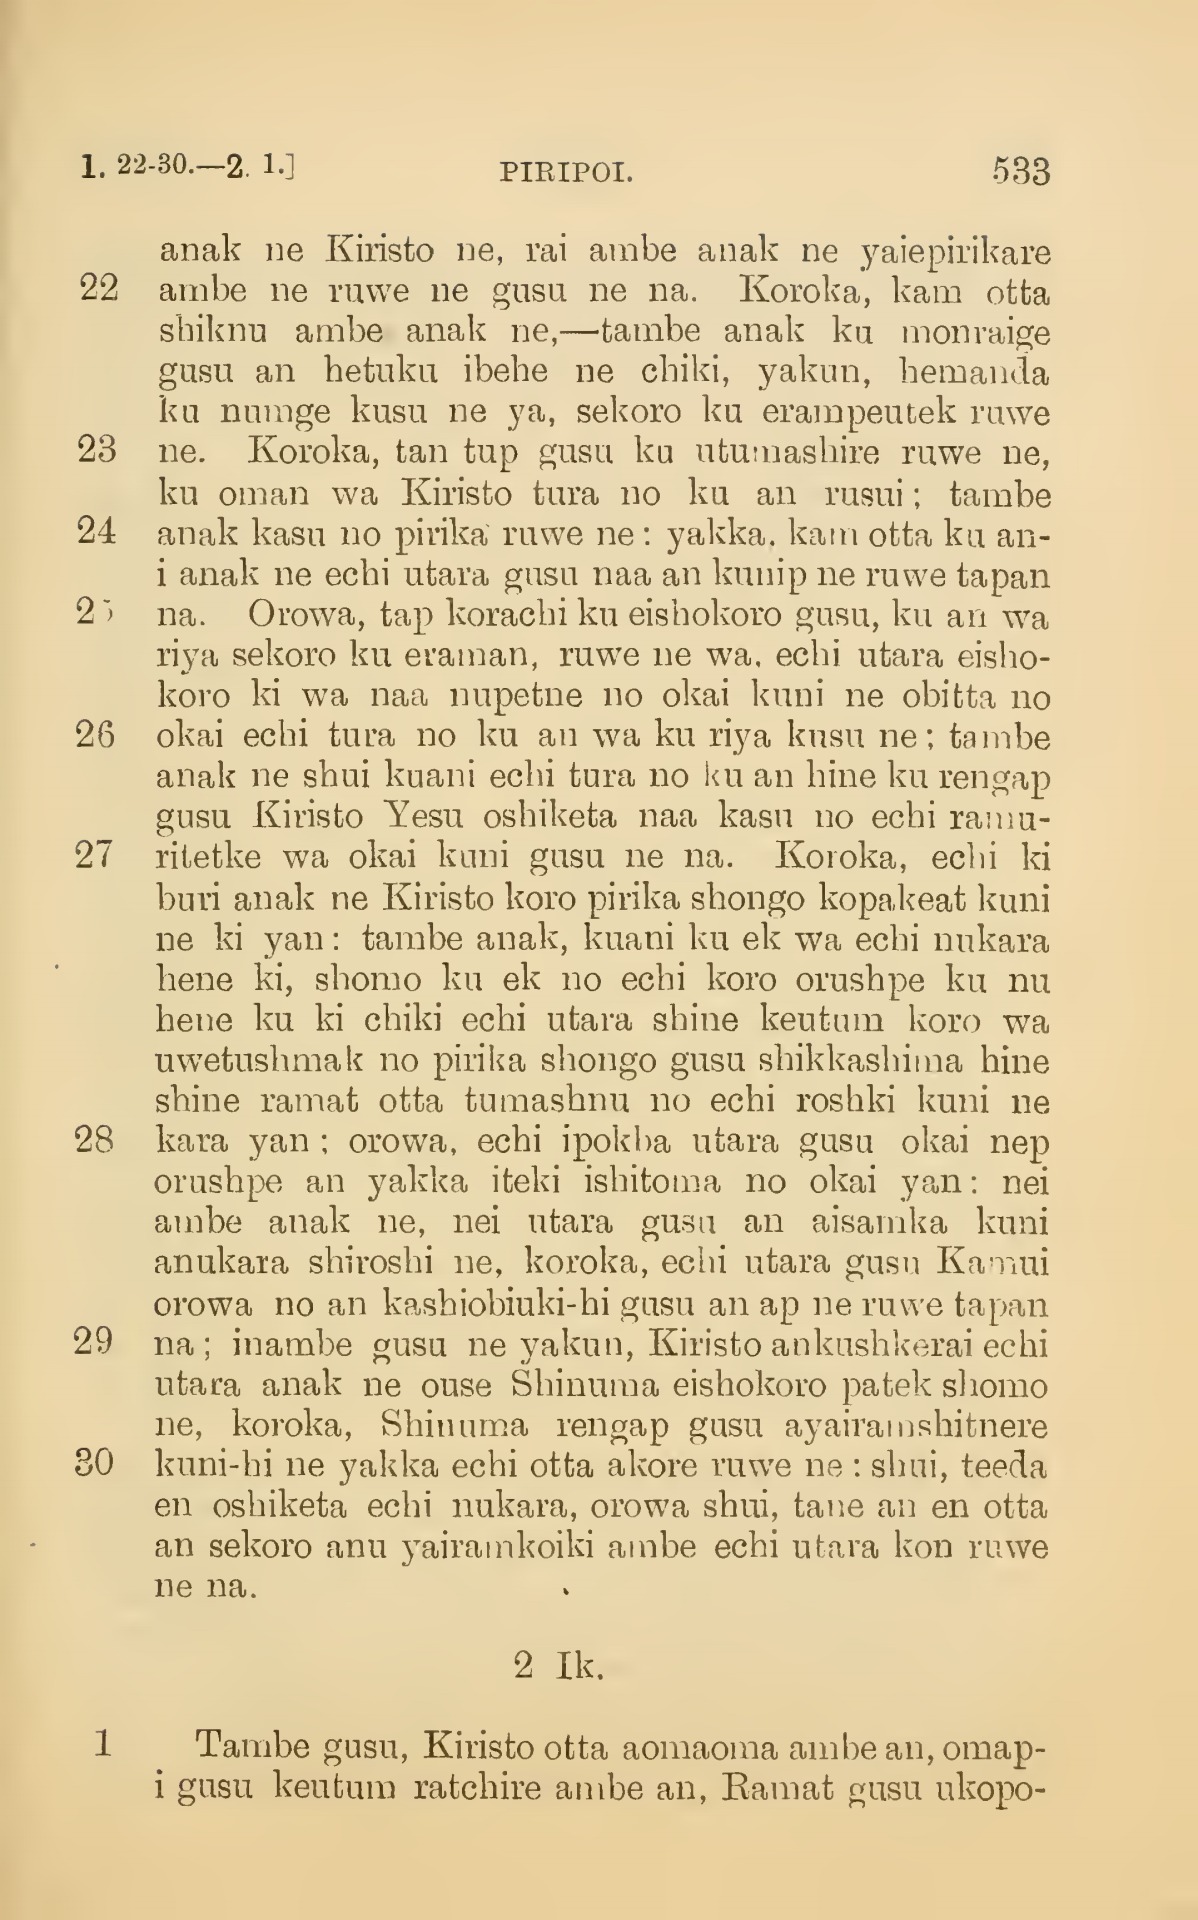 1. 22-30.—2. 1.] PIRIPOI. 533
anak ne Kiristo ne, rai ambe anak ne yaiepirikare
22 ambe ne ruwe ne gusu ne na. Koroka, kam otta
shiknu ambe anak ne,—tambe anak ku monraige
gusu an hetuku ibehe ne chiki, yakun, hemanda
ku numge kusu ne ya, sekoro ku erampeutek ruwe
23 ne. Koroka, tan tup gusu ku utumashire ruwe ne,
ku oman wa Kiristo tura no ku an rusui; tambe
24 anak kasu no pirika ruwe ne: yakka, kam otta ku an-
i anak ne echi utara gusu naa an kunip ne ruwe tapan
25 na. Orowa, tap korachi ku eishokoro gusu, ku an wa
riya sekoro ku eraman, ruwe ne wa, echi utara eisho-
koro ki wa naa nupetne no okai kuni ne obitta no
26 okai echi tura no ku an wa ku riya kusu ne; tambe
anak ne shui kuani echi tura no ku an hine ku rengap
gusu Kiristo Yesu oshiketa naa kasu no echi ramu-
27 ritetke wa okai kuni gusu ne na. Koroka, echi ki
buri anak ne Kiristo koro pirika shongo kopakeat kuni
ne ki yan: tambe anak, kuani ku ek wa echi nukara
hene ki, shomo ku ek no echi koro orushpe ku nu
hene ku ki chiki echi utara shine keutum koro wa
uwetushmak no pirika shongo gusu shikkashima hine
shine ramat otta tumashnu no echi roshki kuni ne
28 kara yan; orowa, echi ipokba utara gusu okai nep
orushpe an yakka iteki ishitoma no okai yan: nei
ambe anak ne, nei utara gusu an aisamka kuni
anukara shiroshi ne, koroka, echi utara gusu Kamui
orowa no an kashiobiuki-hi gusu an ap ne ruwe tapan
29 na; inambe gusu ne yakun, Kiristo ankushkerai echi
utara anak ne ouse Shinuma eishokoro patek shomo
ne, koroka, Shinuma rengap gusu ayairamshitnere
30 kuni-hi ne yakka echi otta akore ruwe ne: shui, teeda
en oshiketa echi nukara, orowa shui, tane an en otta
an sekoro anu yairamkoiki ambe echi utara kon ruwe
ne na.
2 Ik.
1 Tambe gusu, Kiristo otta aomaoma ambe an, omap-
i gusu keutum ratchire ambe an, Ramat gusu ukopo-